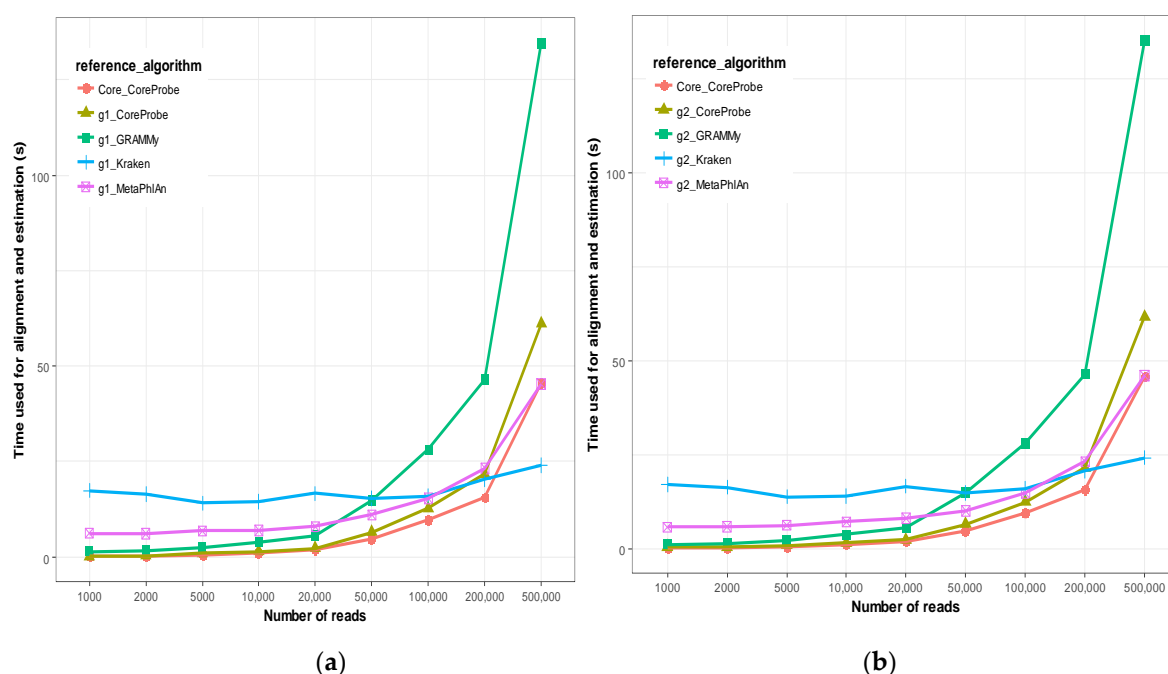 Time used for alignment and estimation (s)
100
50
0
reference_algorithm
Core_CoreProbe
g1_CoreProbe
g1_GRAMMy
g1_Kraken
g1_MetaPhlAn
1000 2000 5000 10,000 20,000 50,000 100,000 200,000 500,000
Number of reads
(a)
Time used for alignment and estimation (s)
100
50
0
reference_algorithm
Core_CoreProbe
g2_CoreProbe
g2_GRAMMy
g2_Kraken
g2_MetaPhlAn
1000 2000 5000 10,000 20,000 50,000 100,000 200,000 500,000
Number of reads
(b)